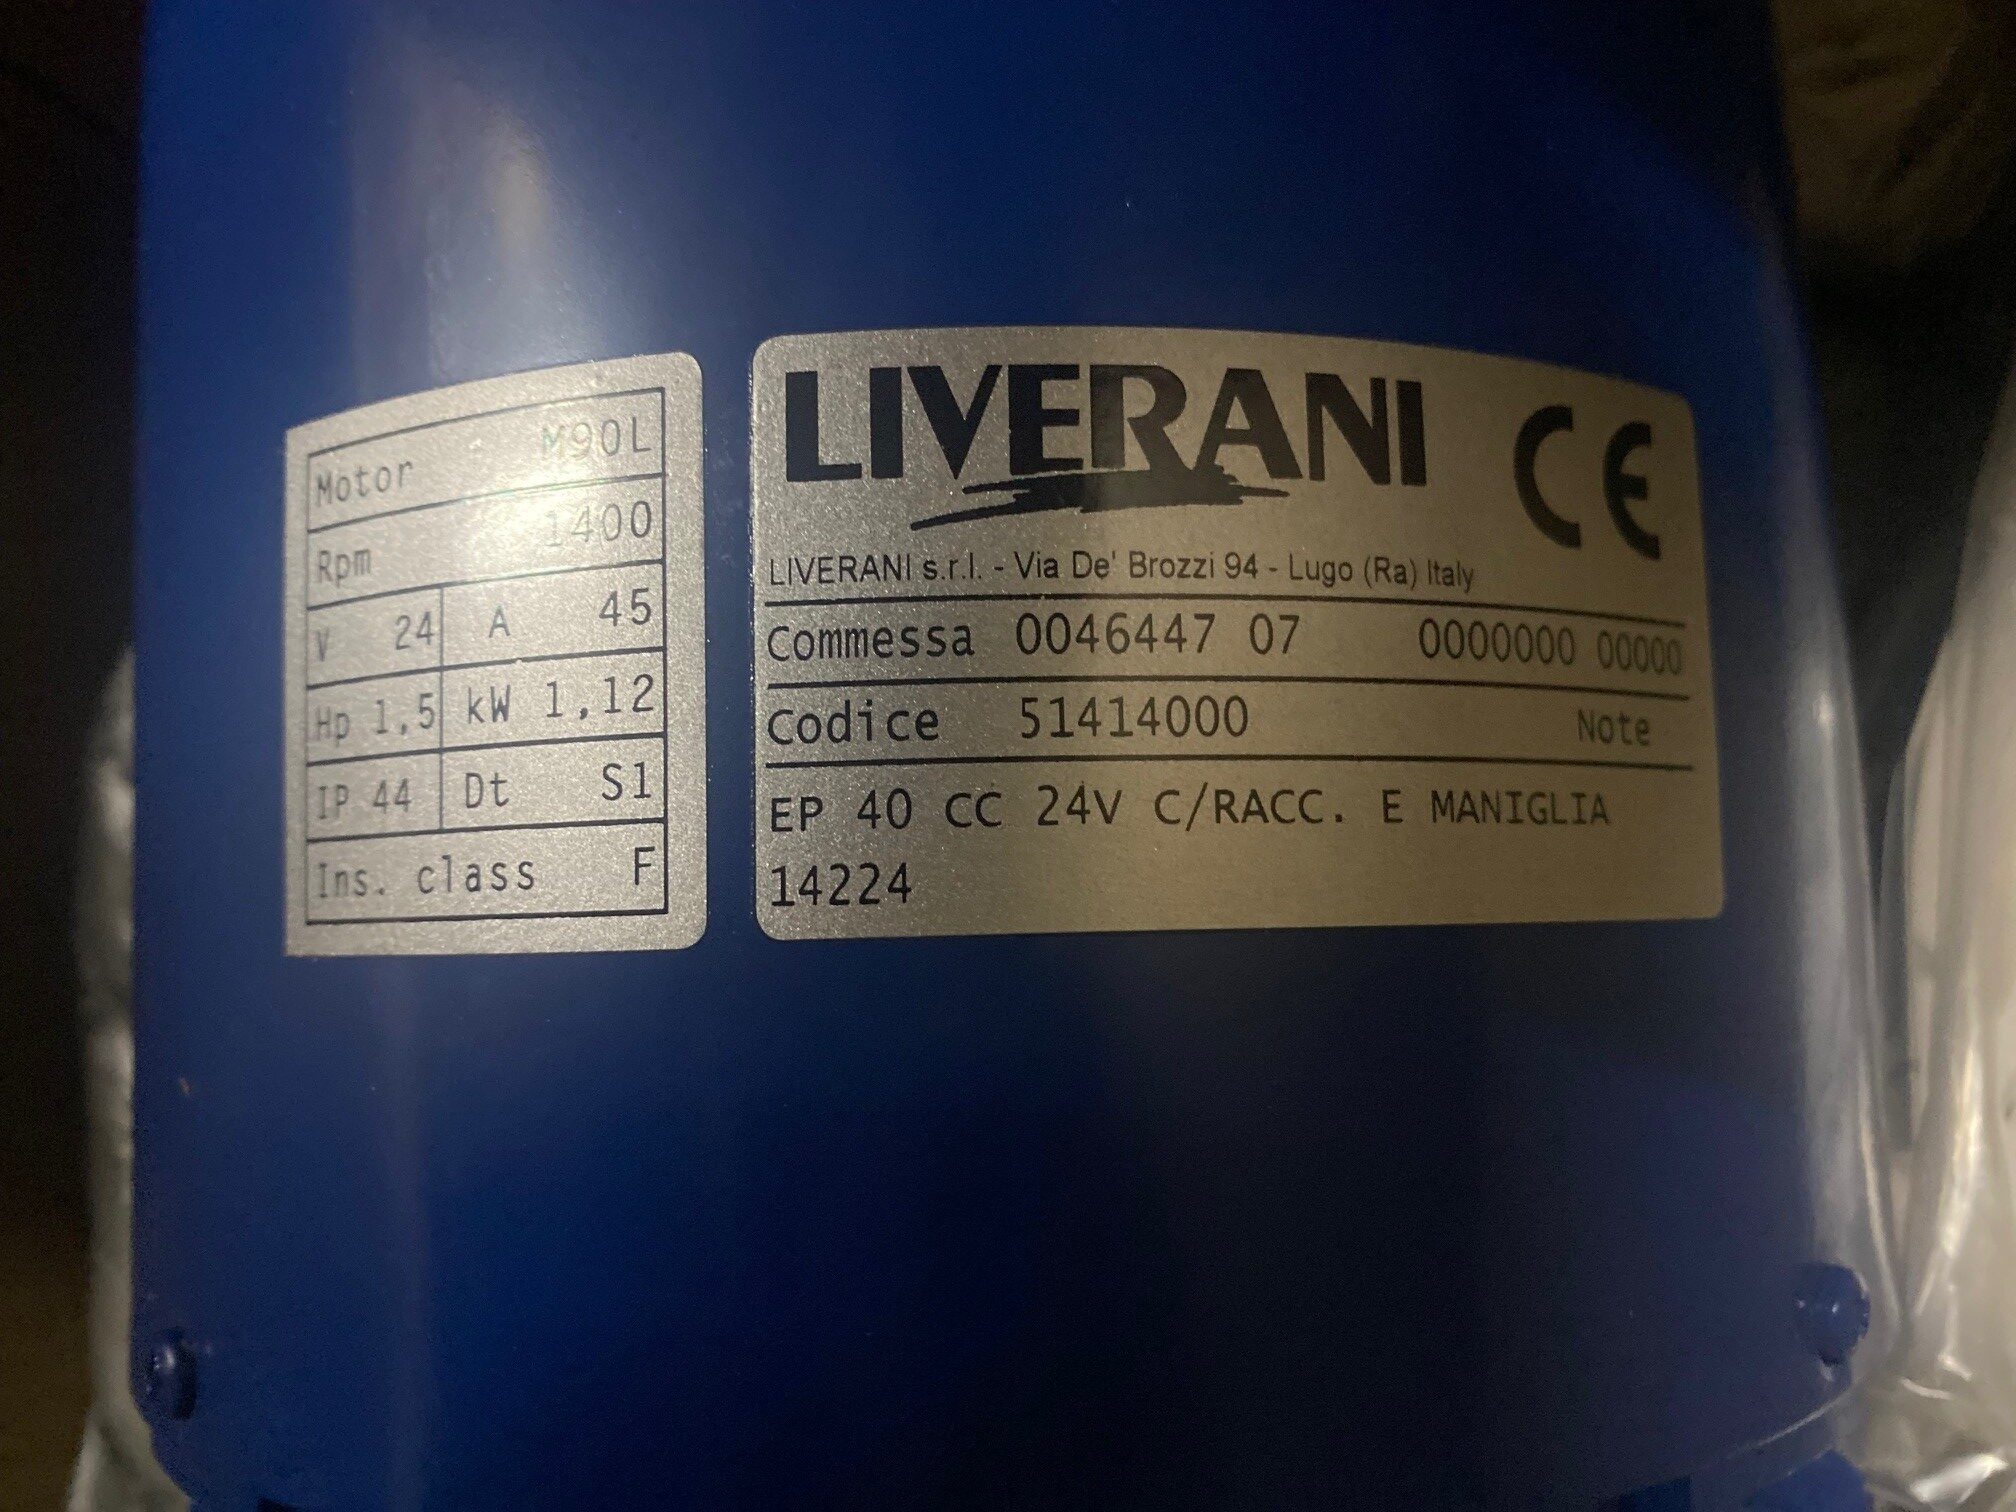 Motor M90L
Rpm 1400
V 24 A 45
Hp 1,5 kW 1,12
IP 44 Dt S1
Ins. class F
LIVERANI CE
LIVERANI s.r.l. - Via De' Brozzi 94 - Lugo (Ra) Italy
Commessa 0046447 07 0000000 00000
Codice 51414000 Note
EP 40 CC 24V C/RACC. E MANIGLIA
14224